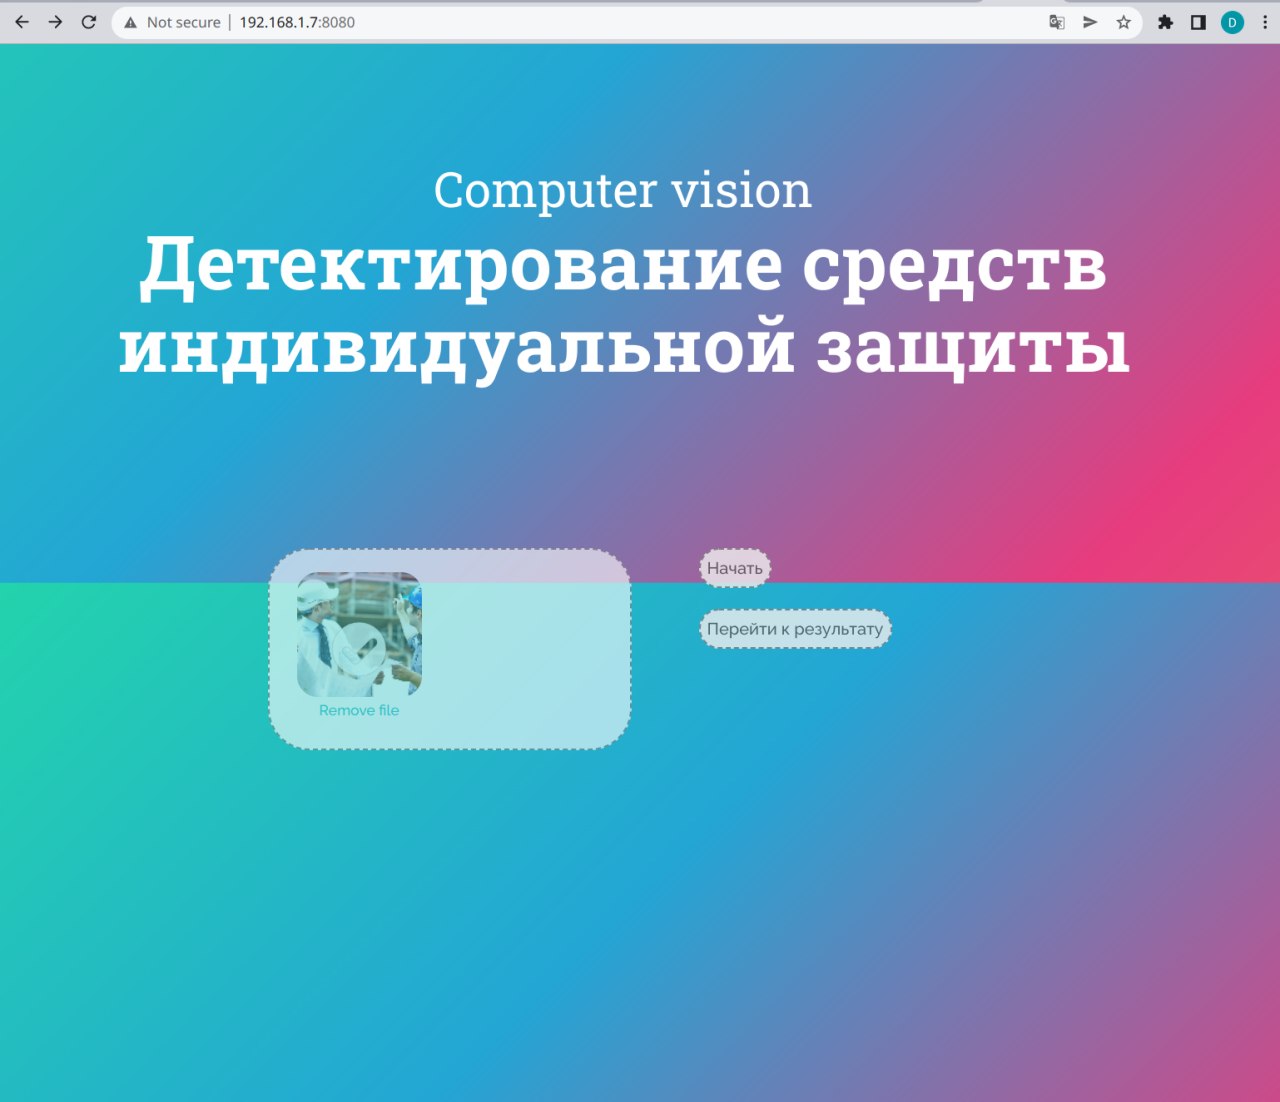 Not secure
192.168.1.7:8080
D
Computer vision
Детектирование средств
индивидуальной защиты
Начать
Перейти к результату
Remove file